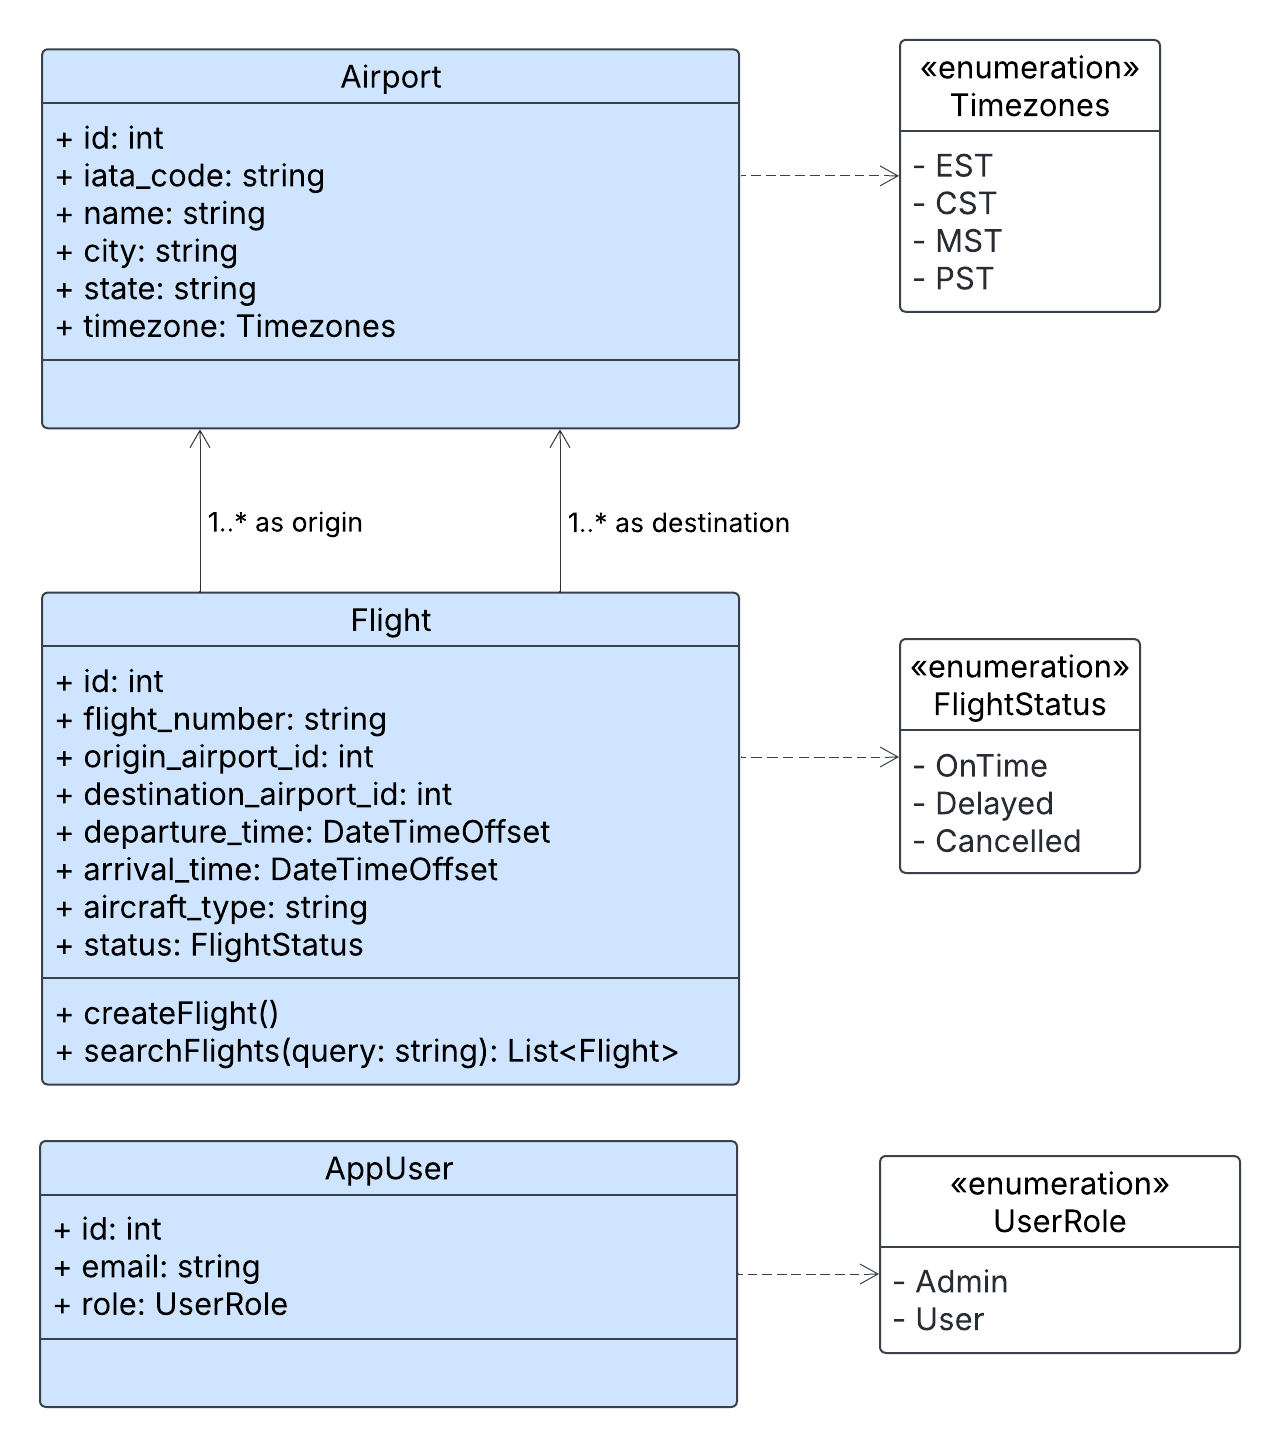 Airport
+ id: int
+ iata_code: string
+ name: string
+ city: string
+ state: string
+ timezone: Timezones
«enumeration»
Timezones
- EST
- CST
- MST
- PST
1..* as origin
1..* as destination
Flight
+ id: int
+ flight_number: string
+ origin_airport_id: int
+ destination_airport_id: int
+ departure_time: DateTimeOffset
+ arrival_time: DateTimeOffset
+ aircraft_type: string
+ status: FlightStatus
+ createFlight()
+ searchFlights(query: string): List<Flight>
«enumeration»
FlightStatus
- OnTime
- Delayed
- Cancelled
AppUser
+ id: int
+ email: string
+ role: UserRole
«enumeration»
UserRole
- Admin
- User